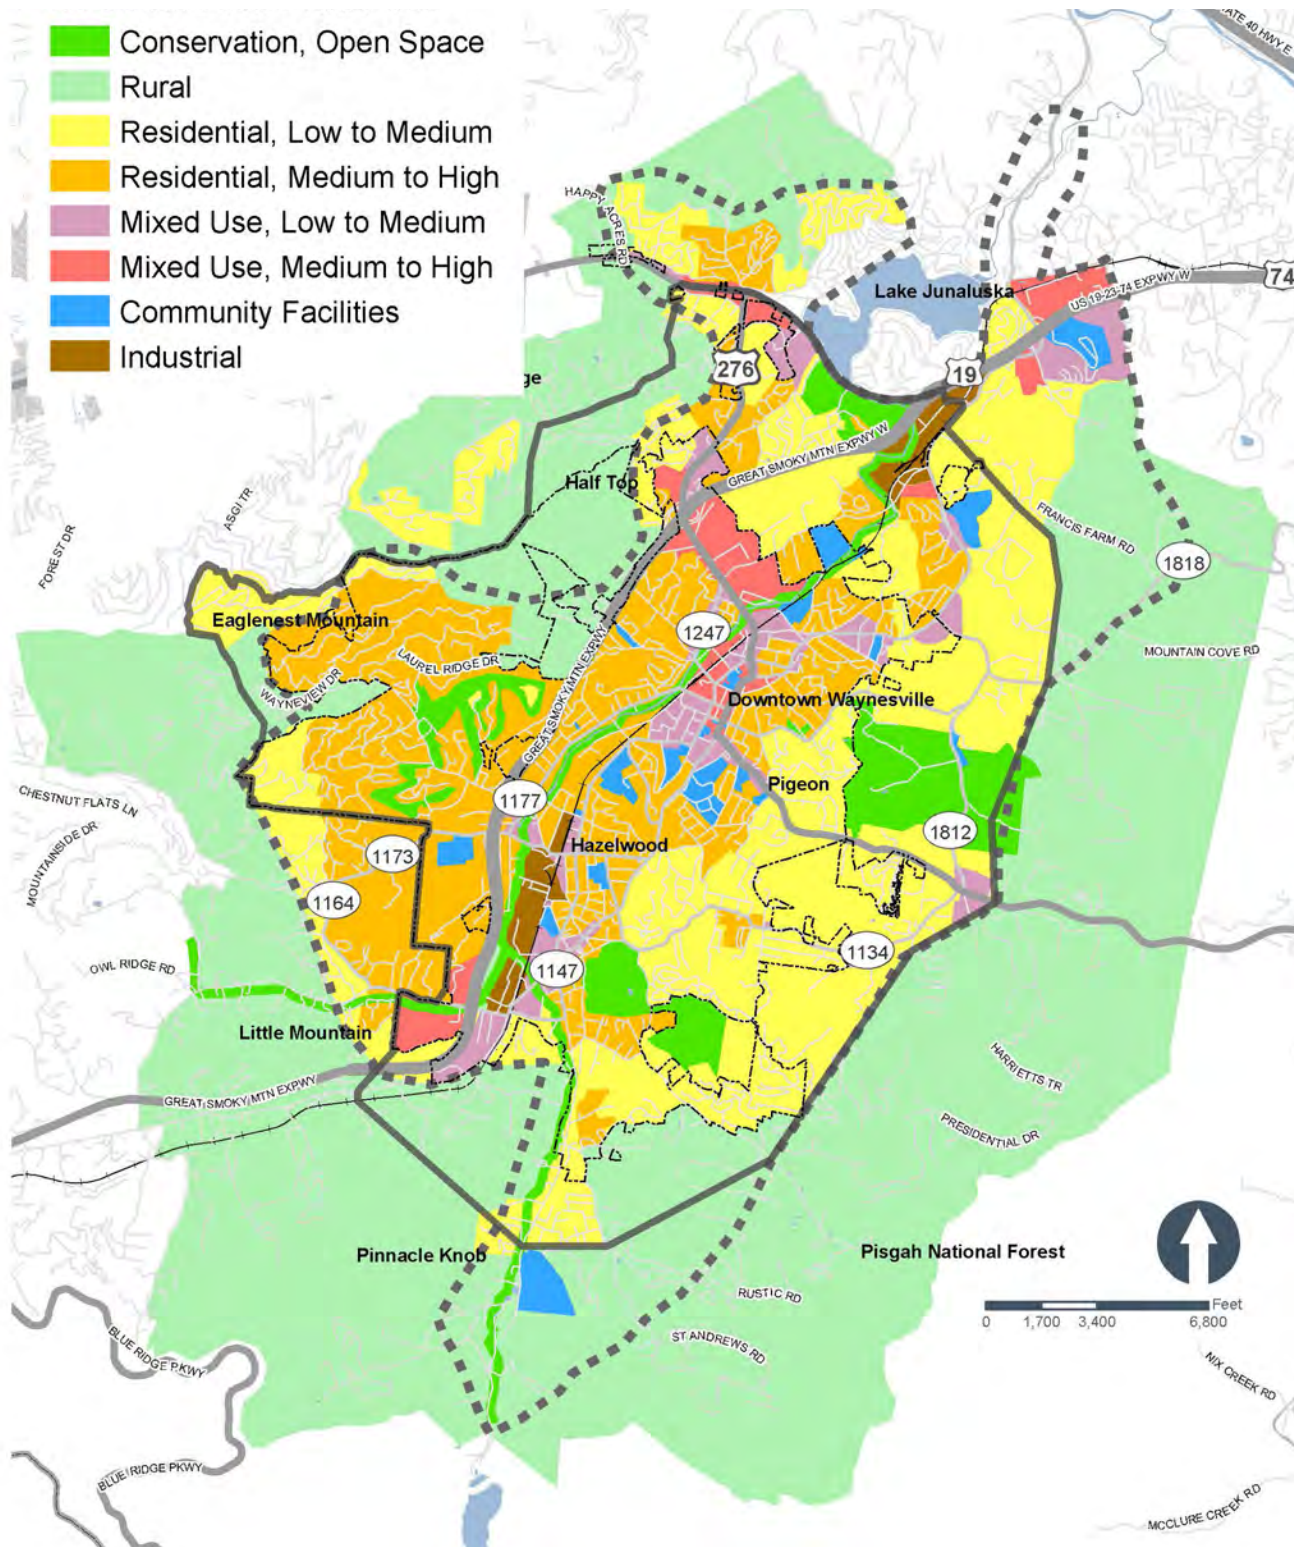 Conservation, Open Space
Rural
Residential, Low to Medium
Residential, Medium to High
Mixed Use, Low to Medium
Mixed Use, Medium to High
Community Facilities
Industrial
40 HWY E
HAPPY ACRES RD
Lake Junaluska
US 19-23-74 EXPWY W
74
276
19
ge
GREAT SMOKY MTN EXPWY W
Half Top
ASGI TR
FOREST DR
FRANCIS FARM RD
1818
Eaglenest Mountain
1247
MOUNTAIN COVE RD
LAUREL RIDGE DR
WAYNEVIEW DR
GREAT SMOKY MTN EXPWY
Downtown Waynesville
Pigeon
CHESTNUT FLATS LN
1177
1812
MOUNTAINSIDE DR
1173
Hazelwood
1164
1134
OWL RIDGE RD
1147
Little Mountain
HARRIETTS TR
GREAT SMOKY MTN EXPWY
PRESIDENTIAL DR
Pinnacle Knob
Pisgah National Forest
RUSTIC RD
Feet
0 1,700 3,400 6,800
ST ANDREWS RD
BLUE RIDGE PKWY
NIX CREEK RD
BLUE RIDGE PKWY
MCCLURE CREEK RD